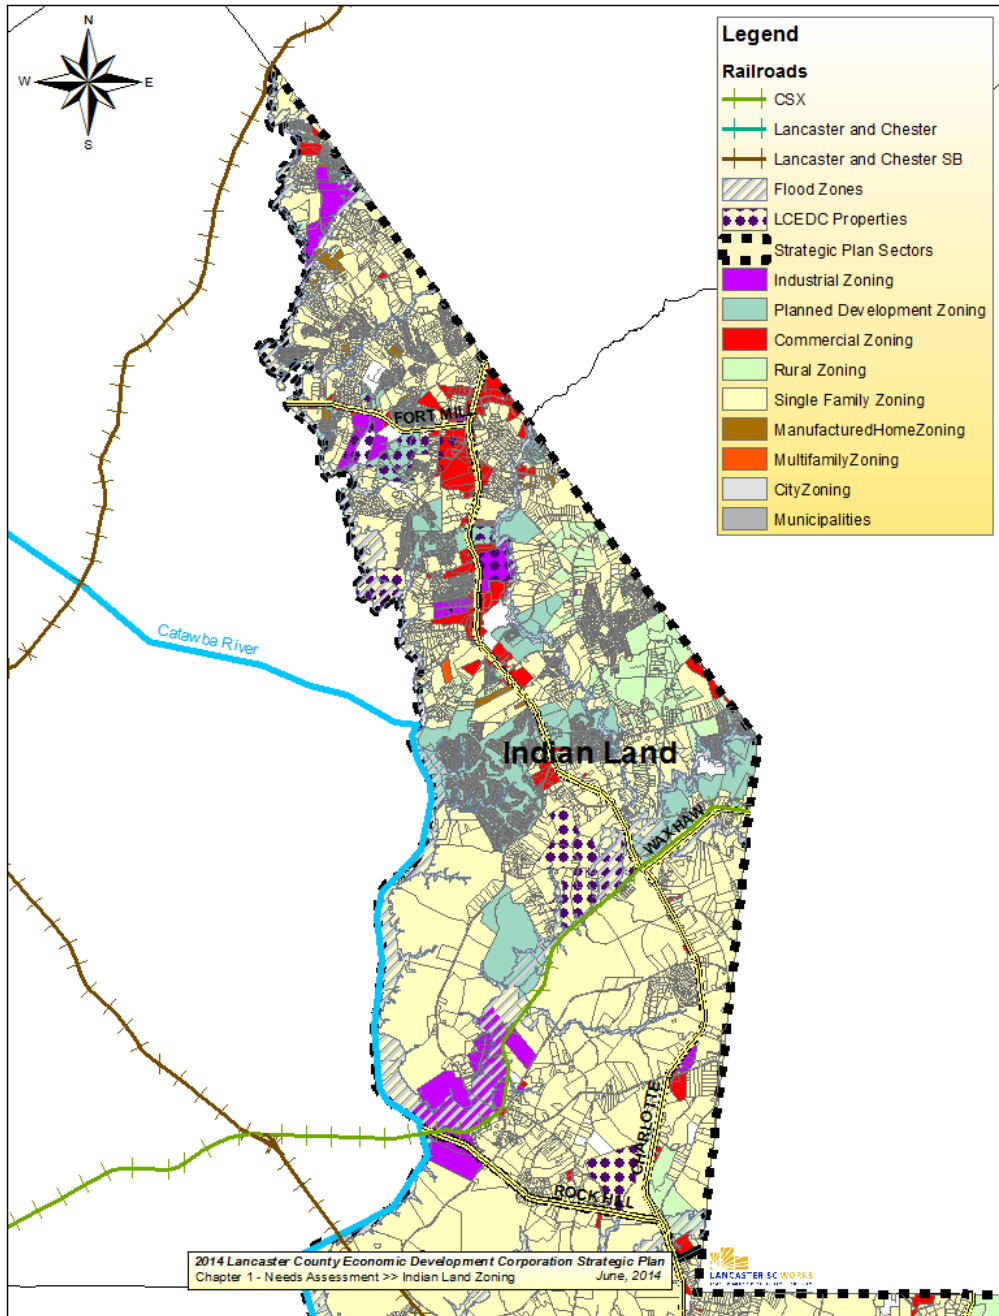 N
W E
S
Legend
Railroads
CSX
Lancaster and Chester
Lancaster and Chester SB
Flood Zones
LCEDC Properties
Strategic Plan Sectors
Industrial Zoning
Planned Development Zoning
Commercial Zoning
Rural Zoning
Single Family Zoning
ManufacturedHomeZoning
MultifamilyZoning
CityZoning
Municipalities
FORT MILL
Catawba River
Indian Land
WAXHAW
CHARLOTTE
ROCK HILL
2014 Lancaster County Economic Development Corporation Strategic Plan
Chapter 1 - Needs Assessment >> Indian Land Zoning June, 2014
LANCASTER SC WORKS